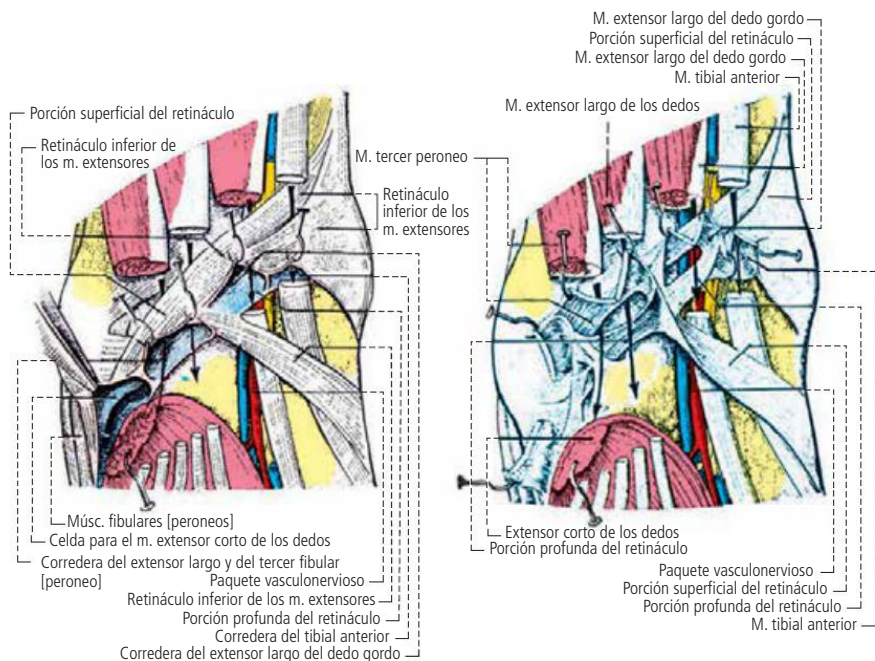 Porción superficial del retináculo
Retináculo inferior de
los m. extensores
Retináculo
inferior de los
m. extensores
Músc. fibulares [peroneos]
Celda para el m. extensor corto de los dedos
Corredera del extensor largo y del tercer fibular
[peroneo]
Paquete vasculonervioso
Retináculo inferior de los m. extensores
Porción profunda del retináculo
Corredera del tibial anterior
Corredera del extensor largo del dedo gordo
M. extensor largo del dedo gordo
Porción superficial del retináculo
M. extensor largo del dedo gordo
M. tibial anterior
M. extensor largo de los dedos
M. tercer peroneo
Extensor corto de los dedos
Porción profunda del retináculo
Paquete vasculonervioso
Porción superficial del retináculo
Porción profunda del retináculo
M. tibial anterior